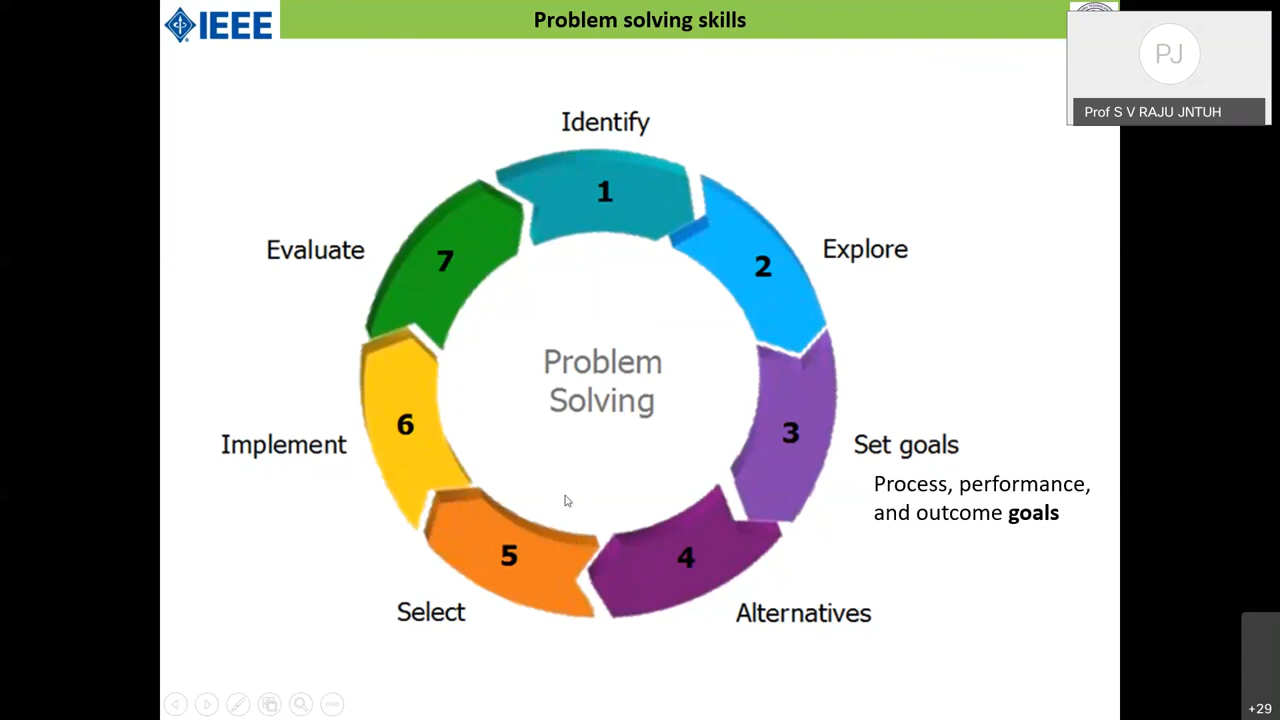 IEEE
Problem solving skills
PJ
Prof S V RAJU JNTUH
Identify
1
Explore
2
Set goals
3
Process, performance,
and outcome goals
Alternatives
4
Select
5
Implement
6
Evaluate
7
Problem
Solving
+29